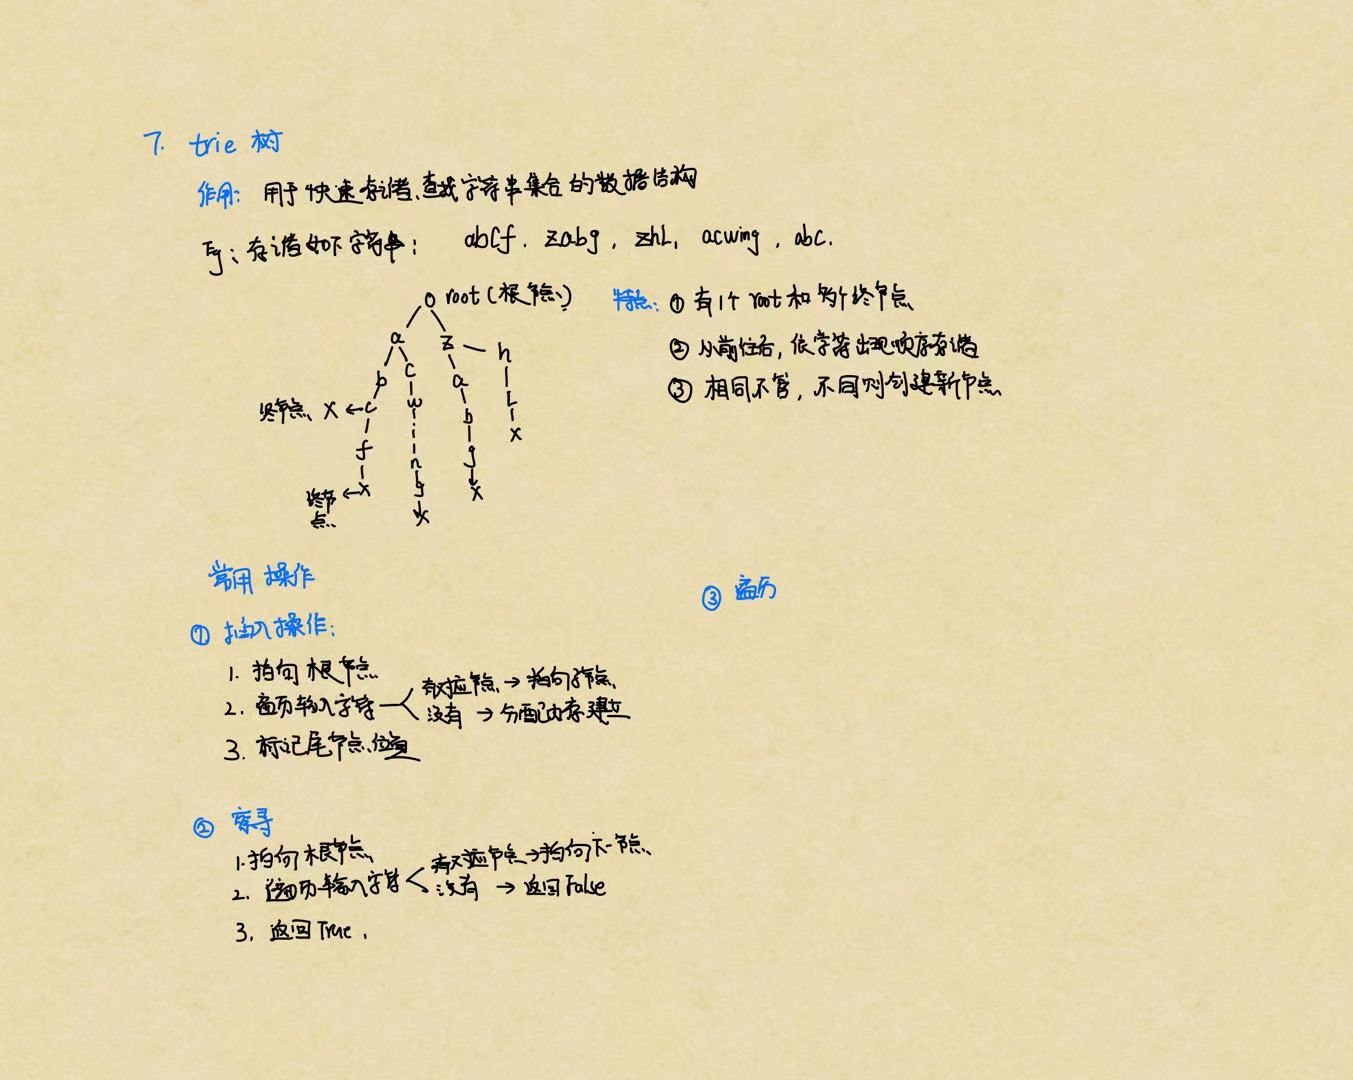 7. trie 树
作用: 用于快速存储、查找字符串集合的数据结构
Eg: 存储如下字符串: abcf. zabg, zhL, acwing, abc.
O root (根节点)
a z h
b c a L
终节点 X ← c w b X
f i g
n X
终节点 ← X g
X
特点: ① 有1个root和多个终节点
② 从前往后, 依字符出现顺序存储
③ 相同不管, 不同则创建新节点
常用操作
① 插入操作:
1. 指向根节点
2. 遍历输入字符 有对应节点 → 指向子节点
没有 → 分配内存建立
3. 标记尾节点位置
② 察寻
1. 指向根节点
2. 遍历输入字符 有对应节点 → 指向下一节点
没有 → 返回 False
3. 返回 True.
③ 遍历